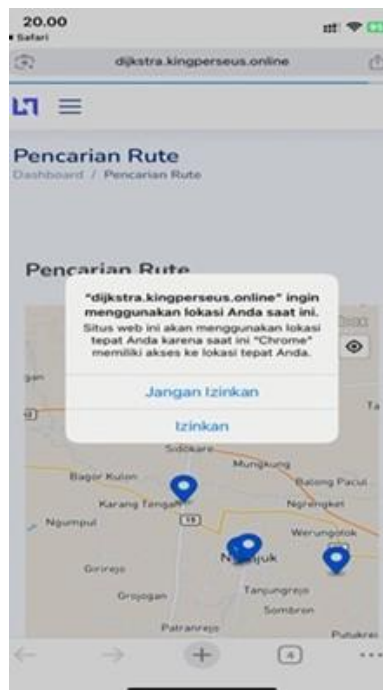 20.00
Safari
dijkstra.kingperseus.online
Pencarian Rute
Dashboard / Pencarian Rute
Pencarian Rute
"dijkstra.kingperseus.online" ingin
menggunakan lokasi Anda saat ini.
Situs web ini akan menggunakan lokasi
tepat Anda karena saat ini "Chrome"
memiliki akses ke lokasi tepat Anda.
Jangan Izinkan
Izinkan
Sidokare
Mungkung
Bagor Kulon
Balong Pacul
Karang Tengah
Ngrengket
Ngumpul
Werungotok
Girirejo
Grojogan
Tanjungrejo
Sombron
Patranrejo
4